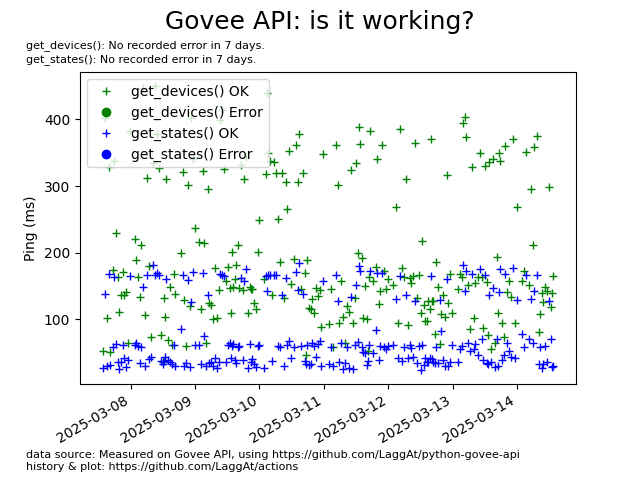 Govee API: is it working?
get_devices(): No recorded error in 7 days.
get_states(): No recorded error in 7 days.
get_devices() OK
get_devices() Error
get_states() OK
get_states() Error
Ping (ms)
400
300
200
100
2025-03-08
2025-03-09
2025-03-10
2025-03-11
2025-03-12
2025-03-13
2025-03-14
data source: Measured on Govee API, using https://github.com/LaggAt/python-govee-api
history & plot: https://github.com/LaggAt/actions